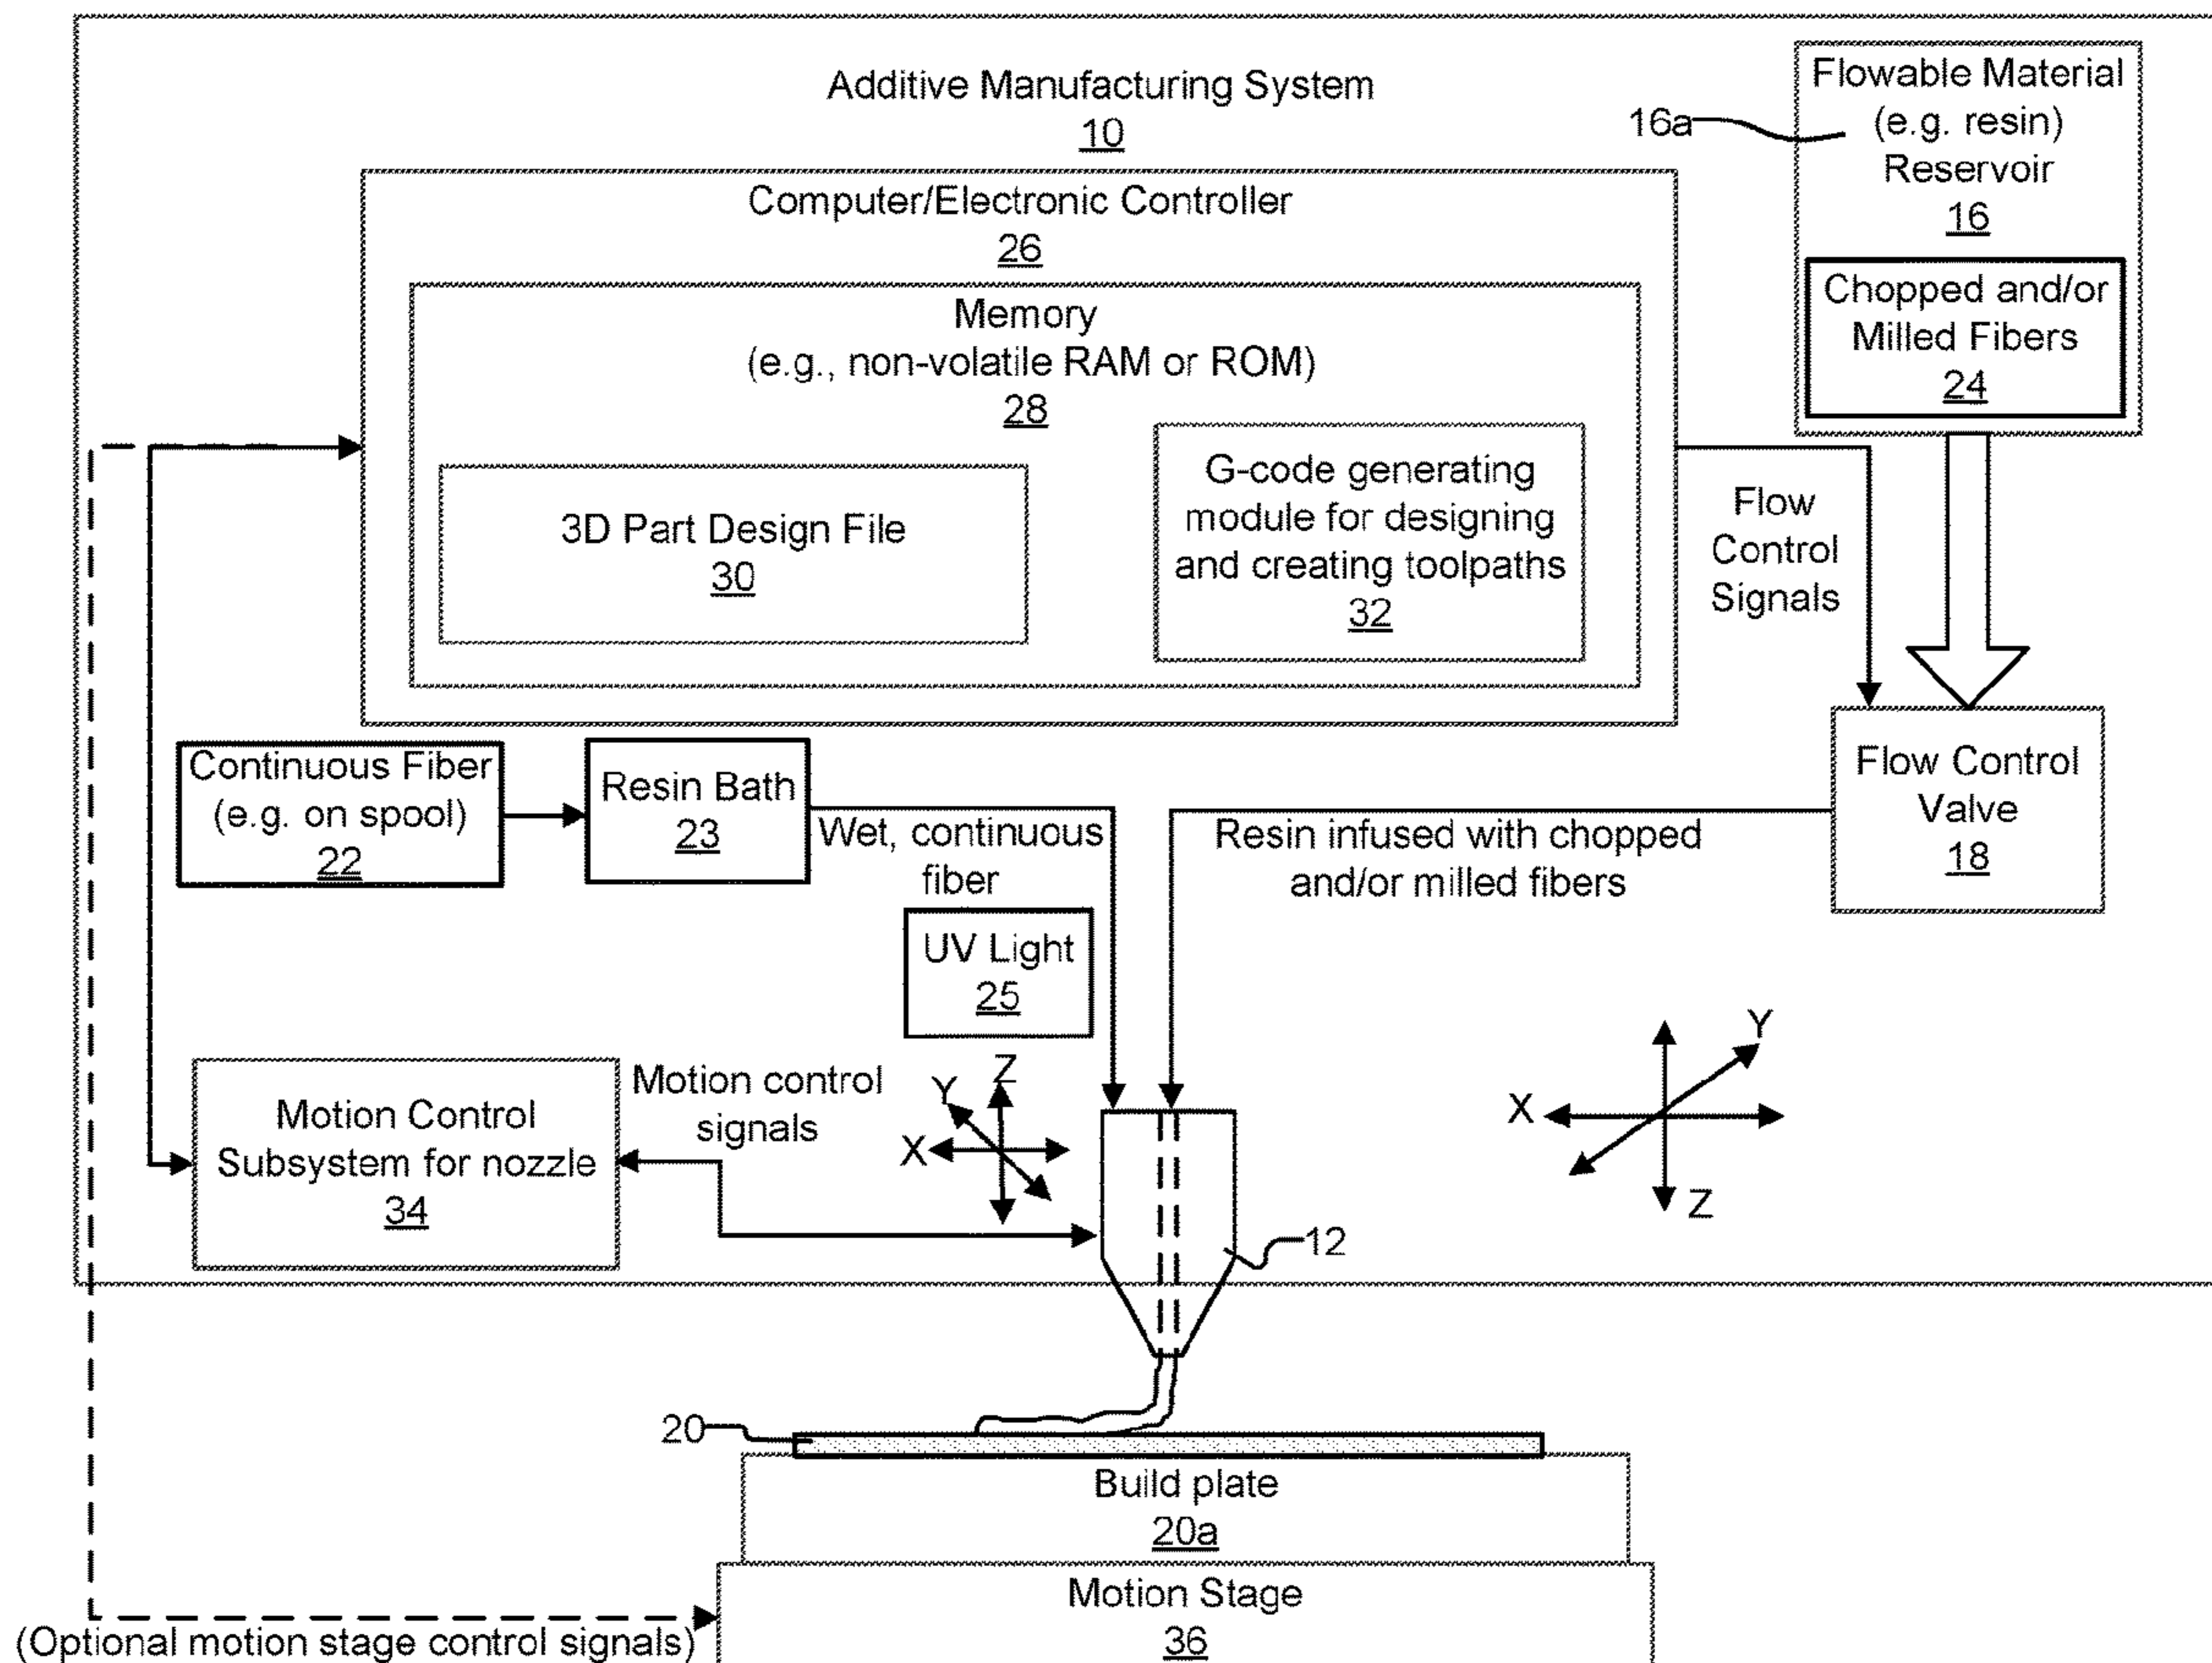 Additive Manufacturing System
10
Flowable Material
(e.g. resin)
Reservoir
16
16a
Chopped and/or
Milled Fibers
24
Computer/Electronic Controller
26
Memory
(e.g., non-volatile RAM or ROM)
28
3D Part Design File
30
G-code generating
module for designing
and creating toolpaths
32
Flow
Control
Signals
Continuous Fiber
(e.g. on spool)
22
Resin Bath
23
Wet, continuous
fiber
Resin infused with chopped
and/or milled fibers
Flow Control
Valve
18
UV Light
25
Motion Control
Subsystem for nozzle
34
Motion control
signals
Y
Z
X
Y
X
Z
12
20
Build plate
20a
Motion Stage
36
(Optional motion stage control signals)